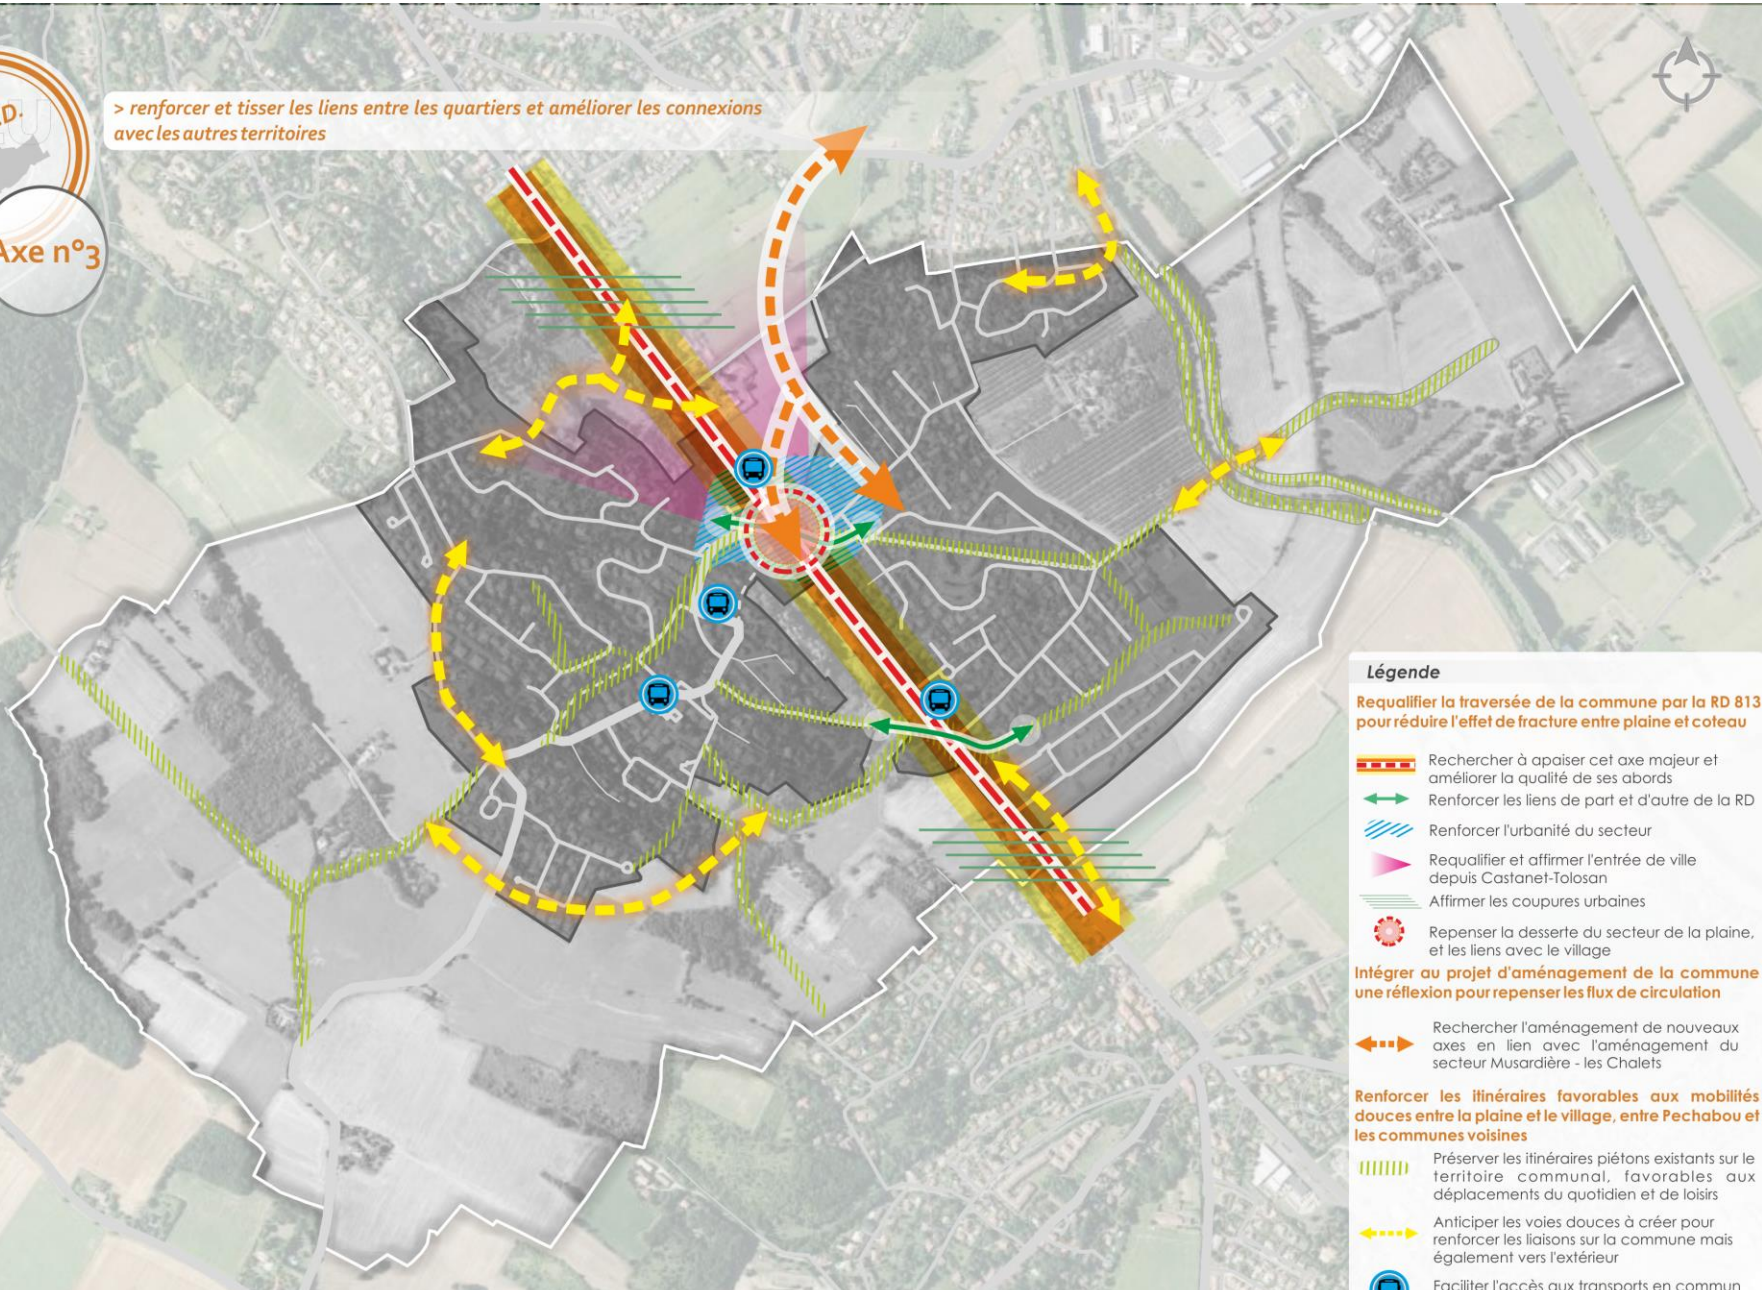 .D.
> renforcer et tisser les liens entre les quartiers et améliorer les connexions
avec les autres territoires
Axe n°3
Légende
Requalifier la traversée de la commune par la RD 813
pour réduire l'effet de fracture entre plaine et coteau
Rechercher à apaiser cet axe majeur et
améliorer la qualité de ses abords
Renforcer les liens de part et d'autre de la RD
Renforcer l'urbanité du secteur
Requalifier et affirmer l'entrée de ville
depuis Castanet-Tolosan
Affirmer les coupures urbaines
Repenser la desserte du secteur de la plaine,
et les liens avec le village
Intégrer au projet d'aménagement de la commune
une réflexion pour repenser les flux de circulation
Rechercher l'aménagement de nouveaux
axes en lien avec l'aménagement du
secteur Musardière - les Chalets
Renforcer les itinéraires favorables aux mobilités
douces entre la plaine et le village, entre Pechabou et
les communes voisines
Préserver les itinéraires piétons existants sur le
territoire communal, favorables aux
déplacements du quotidien et de loisirs
Anticiper les voies douces à créer pour
renforcer les liaisons sur la commune mais
également vers l'extérieur
Faciliter l'accès aux transports en commun